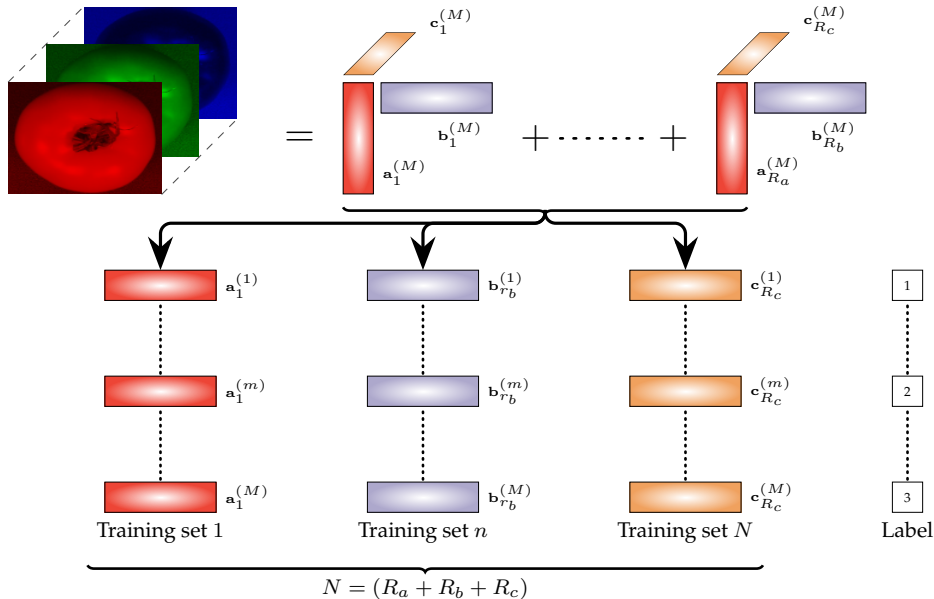 c_1^{(M)} c_{R_c}^{(M)}
= b_1^{(M)} + ........ + b_{R_b}^{(M)}
a_1^{(M)} a_{R_a}^{(M)}
a_1^{(1)} b_{r_b}^{(1)} c_{R_c}^{(1)} 1
a_1^{(m)} b_{r_b}^{(m)} c_{R_c}^{(m)} 2
a_1^{(M)} b_{r_b}^{(M)} c_{R_c}^{(M)} 3
Training set 1 Training set n Training set N Label
N = (R_a + R_b + R_c)